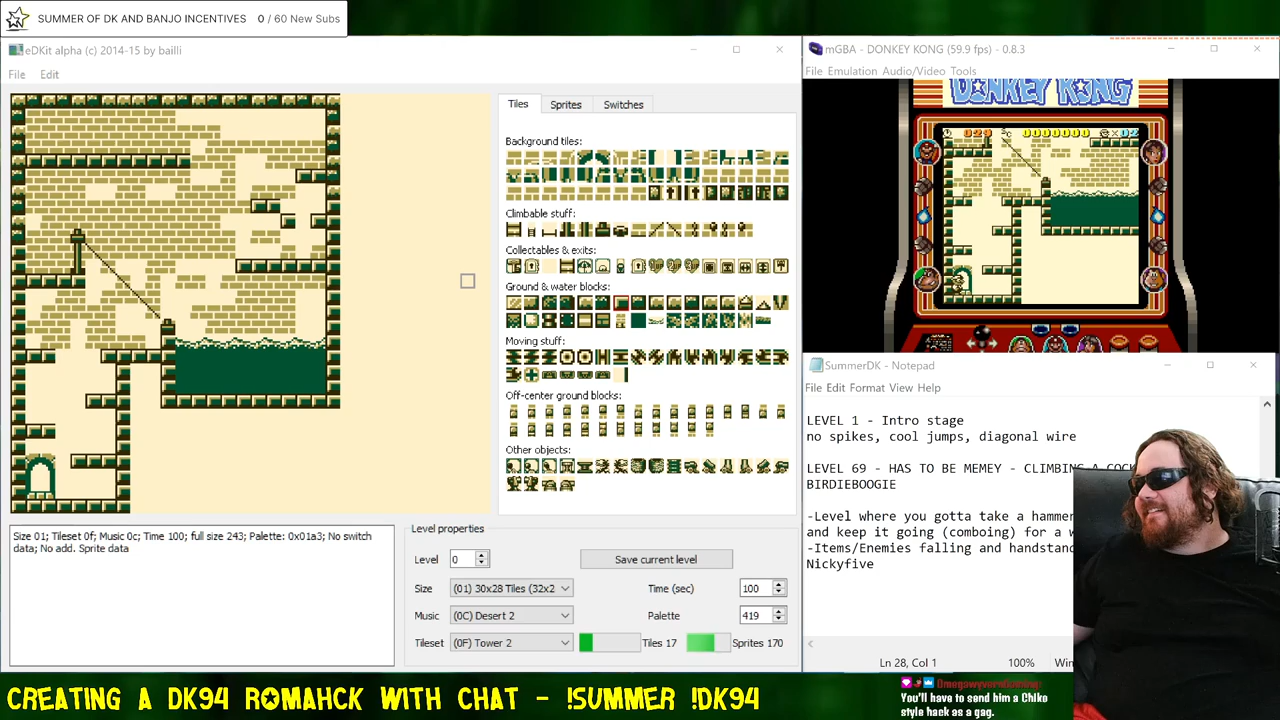 SUMMER OF DK AND BANJO INCENTIVES 0 / 60 New Subs
eDKit alpha (c) 2014-15 by bailli
File Edit
Tiles Sprites Switches
Background tiles:
Climbable stuff:
Collectables & exits:
Ground & water blocks:
Moving stuff:
Off-center ground blocks:
Other objects:
Size 01; Tileset 0f; Music 0c; Time 100; full size 243; Palette: 0x01a3; No switch
data; No add. Sprite data
Level properties
Level 0 Save current level
Size (01) 30x28 Tiles (32x2 Time (sec) 100
Music (0C) Desert 2 Palette 419
Tileset (0F) Tower 2 Tiles 17 Sprites 170
mGBA - DONKEY KONG (59.9 fps) - 0.8.3
File Emulation Audio/Video Tools
DONKEY KONG
0000000
SummerDK - Notepad
File Edit Format View Help
LEVEL 1 - Intro stage
no spikes, cool jumps, diagonal wire
LEVEL 69 - HAS TO BE MEMEY - CLIMBING A COCK
BIRDIEBOOGIE
-Level where you gotta take a hammer
and keep it going (comboing) for a w
-Items/Enemies falling and handstand
Nickyfive
Ln 28, Col 1 100% Win
CREATING A DK94 ROMAHCK WITH CHAT - !SUMMER !DK94
You'll have to send him a Chiko
style hack as a gag.